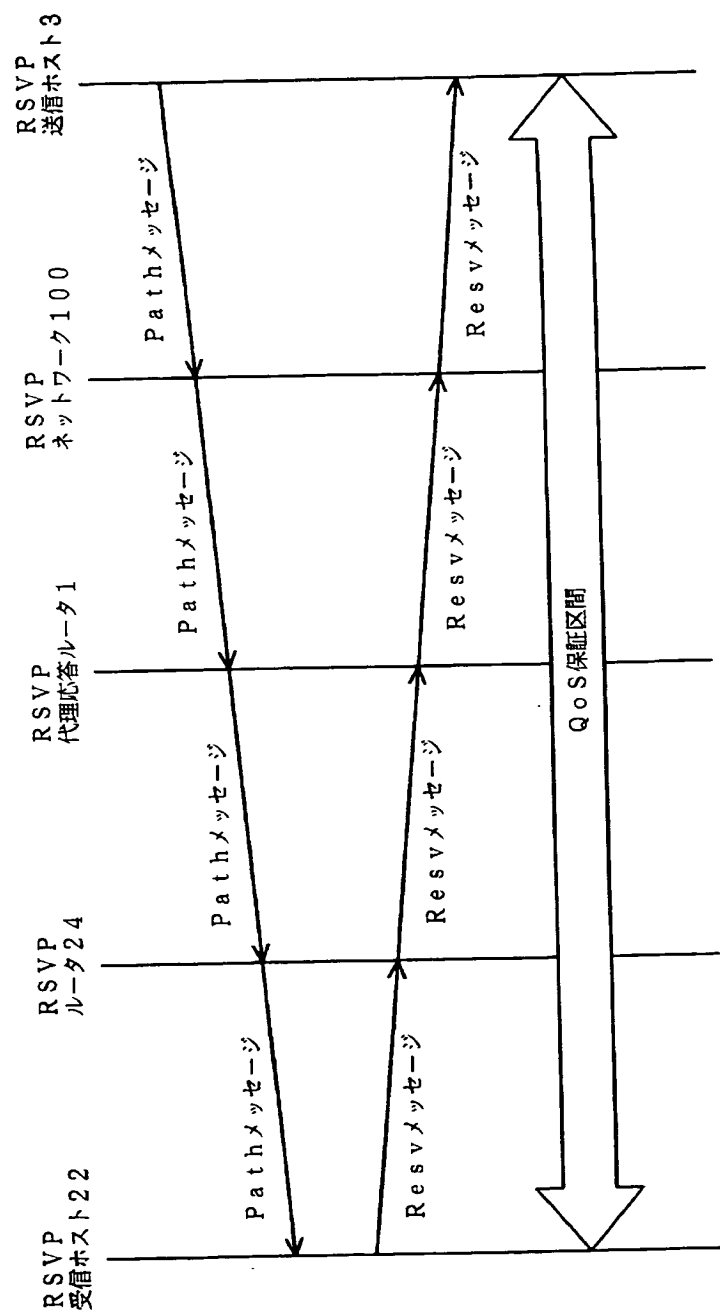 RSVP
受信ホスト22
RSVP
ルータ24
RSVP
代理応答ルータ1
RSVP
ネットワーク100
RSVP
送信ホスト3
Pathメッセージ
Pathメッセージ
Pathメッセージ
Pathメッセージ
Resvメッセージ
Resvメッセージ
Resvメッセージ
Resvメッセージ
QoS保証区間